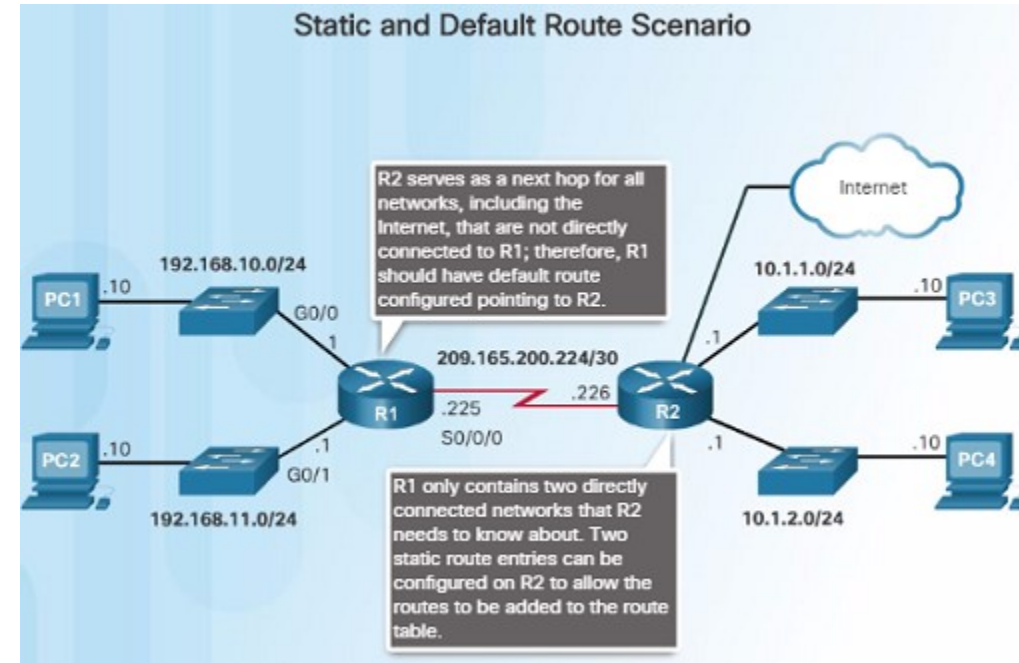 Static and Default Route Scenario
R2 serves as a next hop for all
networks, including the
Internet, that are not directly
connected to R1; therefore, R1
should have default route
configured pointing to R2.
Internet
192.168.10.0/24
10.1.1.0/24
PC1
.10
G0/0
1
.10
PC3
.1
209.165.200.224/30
R1
.225
S0/0/0
.226
R2
PC2
.10
.1
G0/1
192.168.11.0/24
.1
.10
PC4
10.1.2.0/24
R1 only contains two directly
connected networks that R2
needs to know about. Two
static route entries can be
configured on R2 to allow the
routes to be added to the route
table.